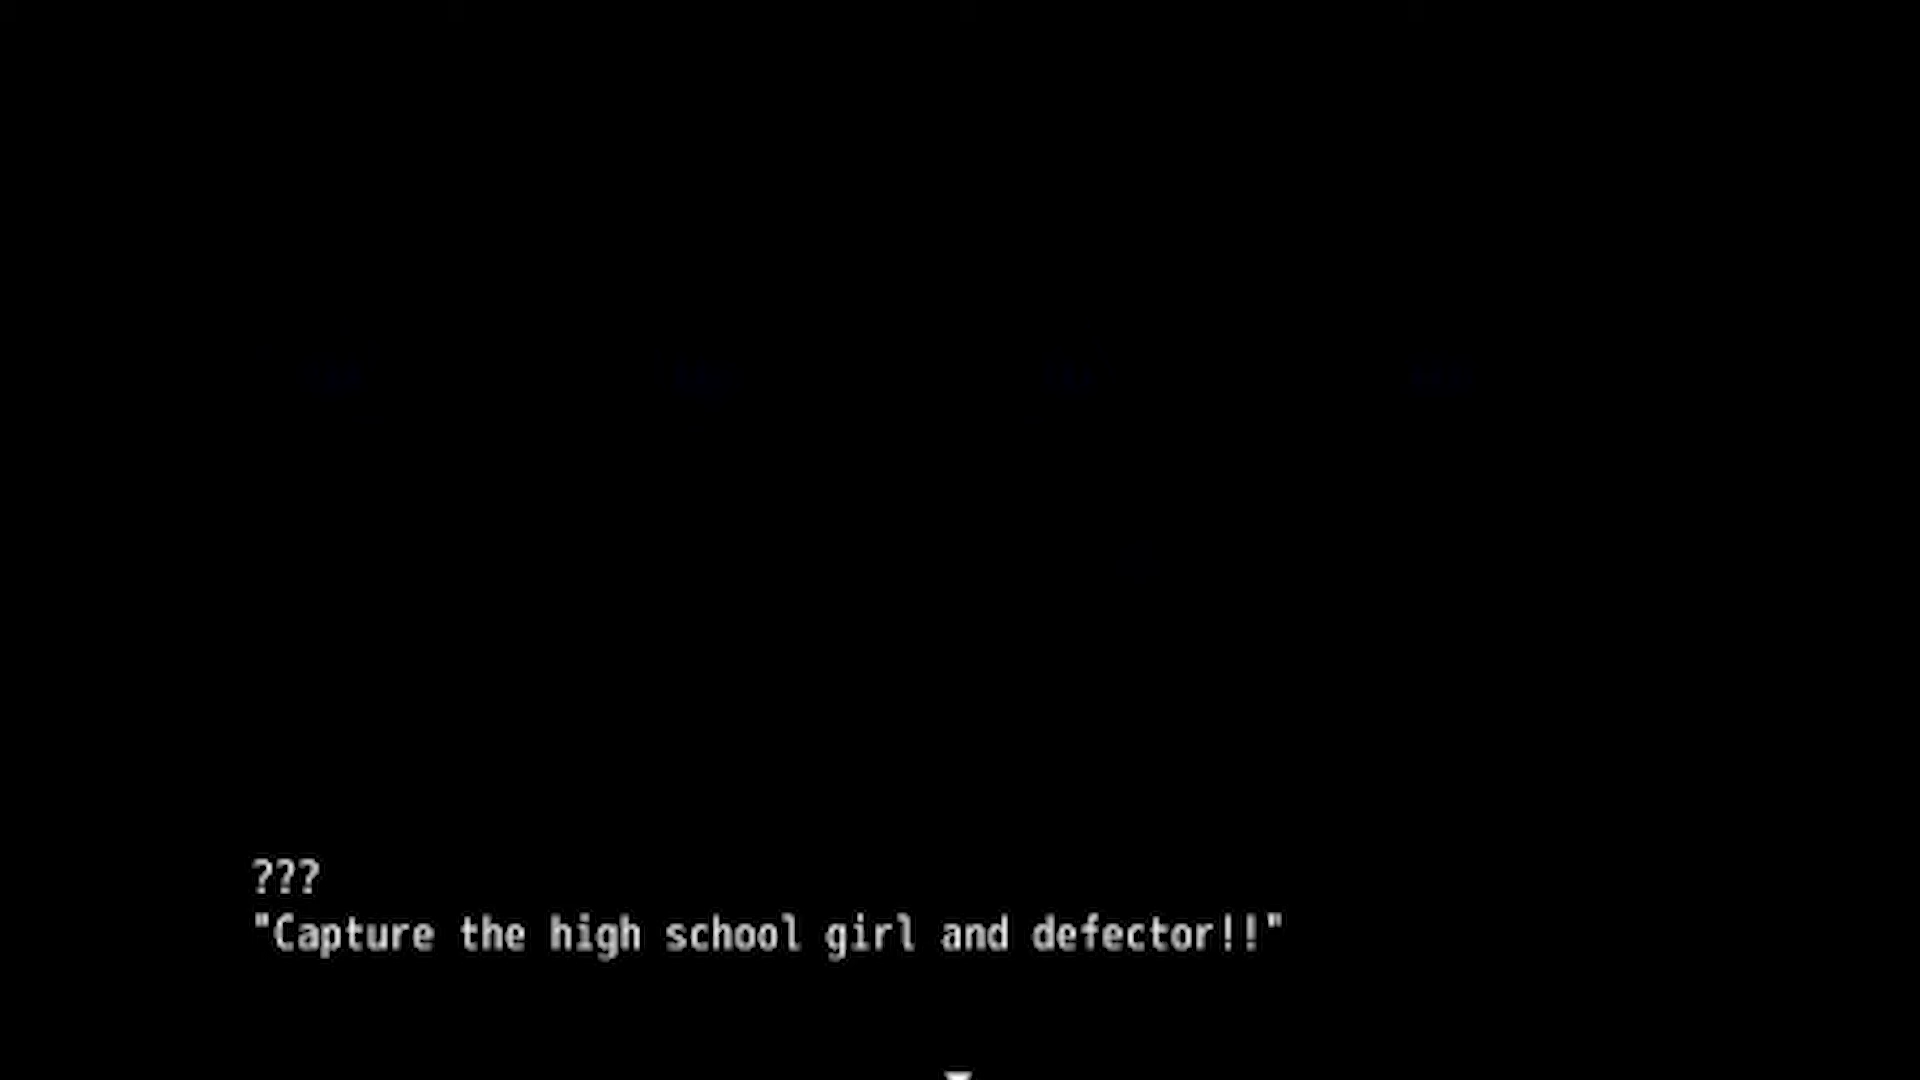 ???
"Capture the high school girl and defector!!"